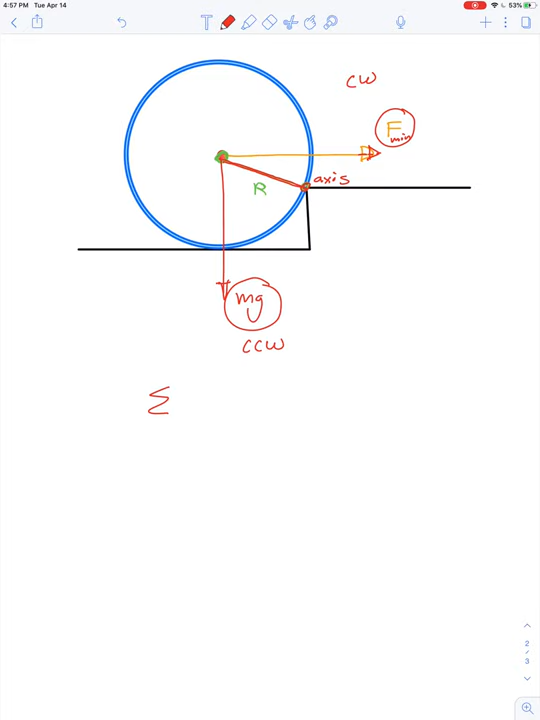 4:57 PM Tue Apr 14
53%
T
cw
F min
axis
R
mg
ccw
Σ
2
/
3